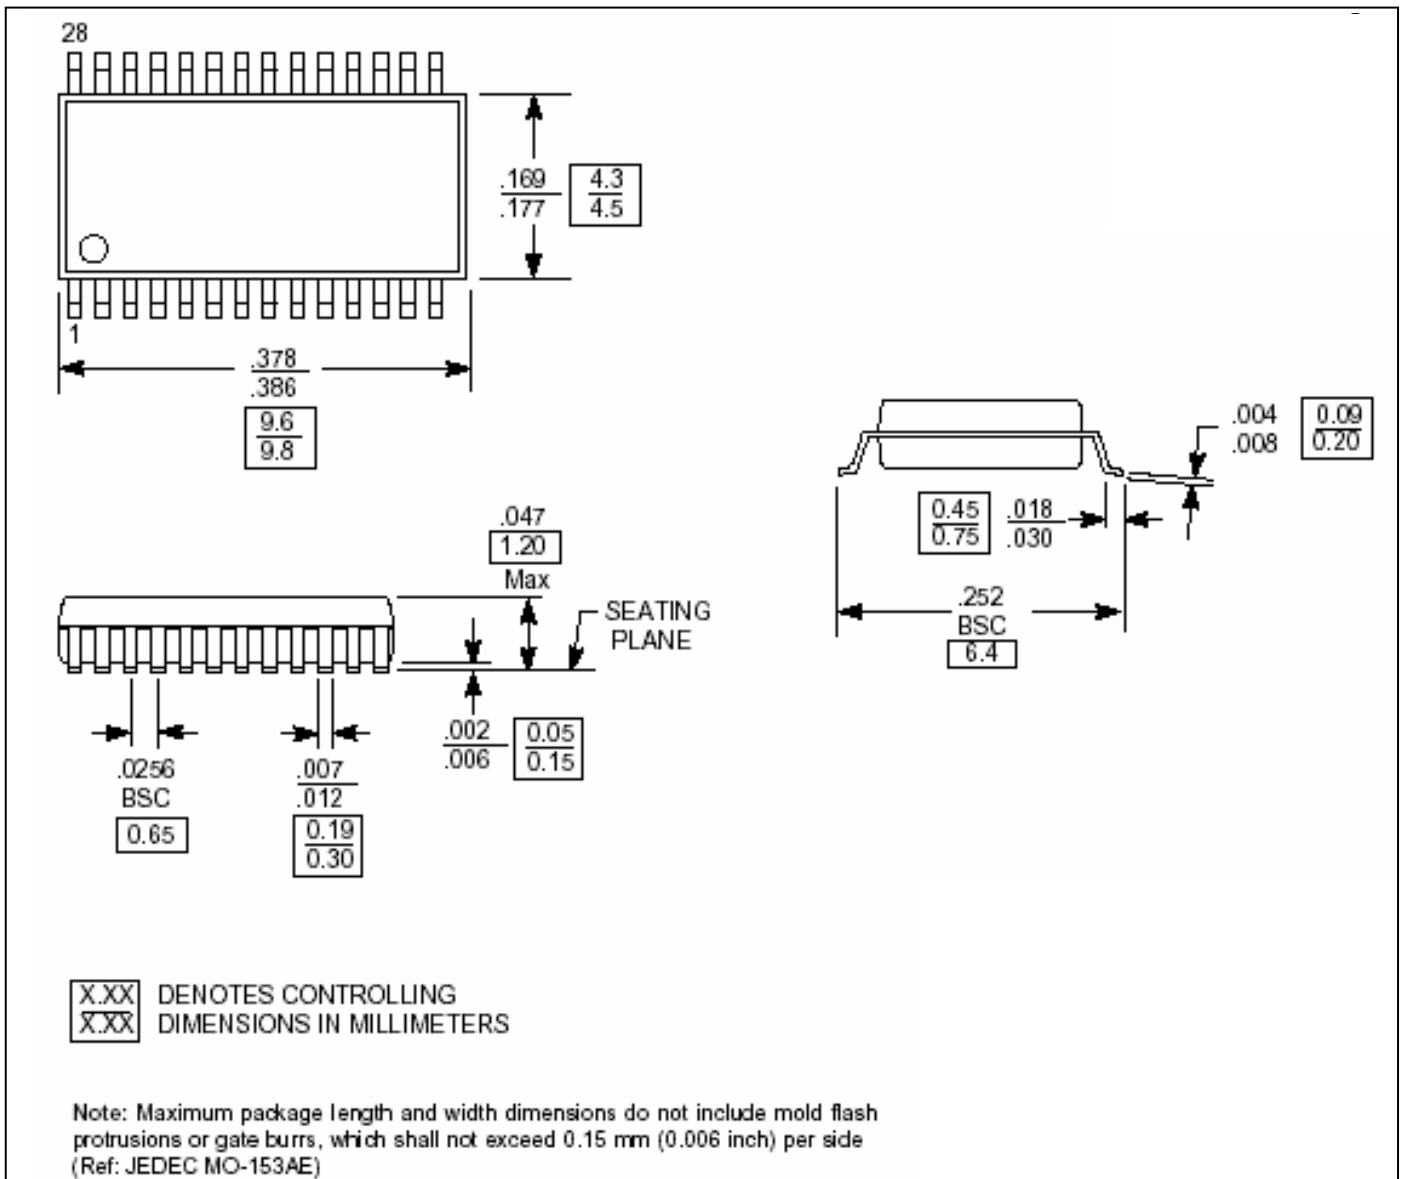 28
.169
.177
4.3
4.5
1
.378
.386
9.6
9.8
.004
.008
0.09
0.20
0.45
0.75
.018
.030
.252
BSC
6.4
.047
1.20
Max
SEATING
PLANE
.002
.006
0.05
0.15
.0256
BSC
0.65
.007
.012
0.19
0.30
X.XX
X.XX
DENOTES CONTROLLING
DIMENSIONS IN MILLIMETERS
Note: Maximum package length and width dimensions do not include mold flash
protrusions or gate burrs, which shall not exceed 0.15 mm (0.006 inch) per side
(Ref: JEDEC MO-153AE)